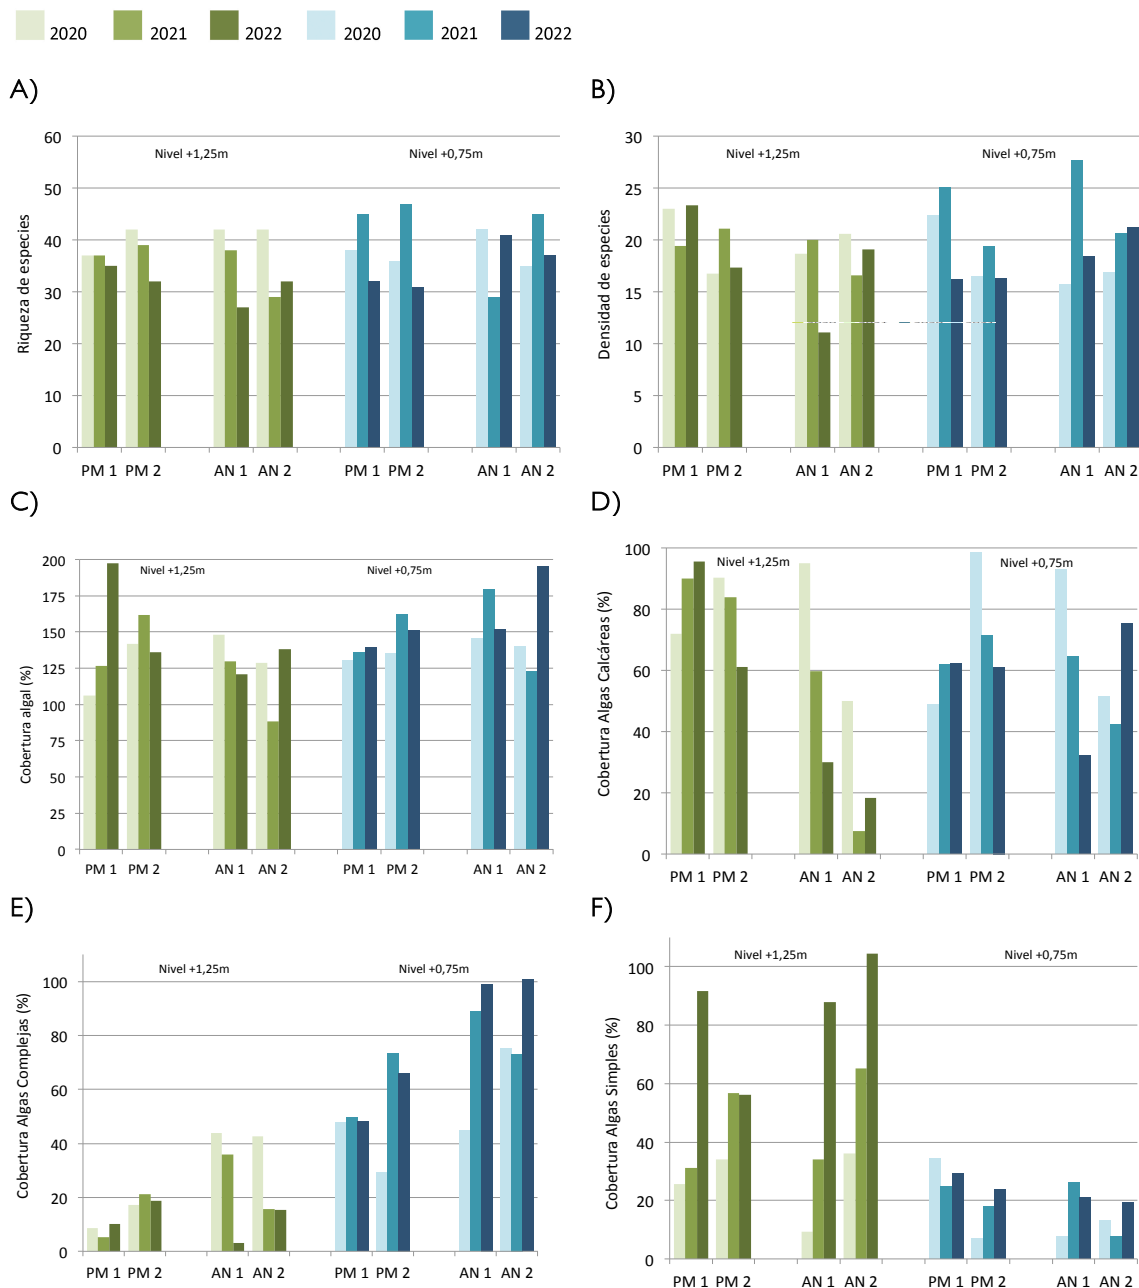 2020 2021 2022 2020 2021 2022
A)
60
50
40
30
20
10
0
Riqueza de especies
Nivel +1,25m Nivel +0,75m
PM 1 PM 2 AN 1 AN 2 PM 1 PM 2 AN 1 AN 2
B)
30
25
20
15
10
5
0
Densidad de especies
Nivel +1,25m Nivel +0,75m
PM 1 PM 2 AN 1 AN 2 PM 1 PM 2 AN 1 AN 2
C)
200
175
150
125
100
75
50
25
0
Cobertura algal (%)
Nivel +1,25m Nivel +0,75m
PM 1 PM 2 AN 1 AN 2 PM 1 PM 2 AN 1 AN 2
D)
100
80
60
40
20
0
Cobertura Algas Calcáreas (%)
Nivel +1,25m Nivel +0,75m
PM 1 PM 2 AN 1 AN 2 PM 1 PM 2 AN 1 AN 2
E)
100
80
60
40
20
0
Cobertura Algas Complejas (%)
Nivel +1,25m Nivel +0,75m
PM 1 PM 2 AN 1 AN 2 PM 1 PM 2 AN 1 AN 2
F)
100
80
60
40
20
0
Cobertura Algas Simples (%)
Nivel +1,25m Nivel +0,75m
PM 1 PM 2 AN 1 AN 2 PM 1 PM 2 AN 1 AN 2